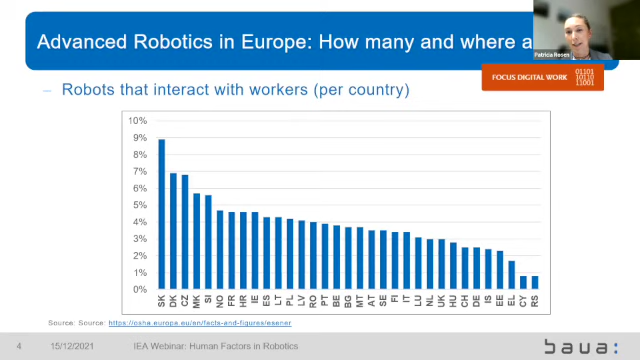 Advanced Robotics in Europe: How many and where a
Patricia Rosen
FOCUS DIGITAL WORK
01101
10110
11001
– Robots that interact with workers (per country)
10%
9%
8%
7%
6%
5%
4%
3%
2%
1%
0%
SK DK CZ MK SI NO FR HR IE ES LT PL LV RO PT BE BG MT AT SE FI IT LU NL UK HU CH DE IS EE EL CY RS
Source: Source: https://osha.europa.eu/en/facts-and-figures/esener
4 15/12/2021 IEA Webinar: Human Factors in Robotics
baua: